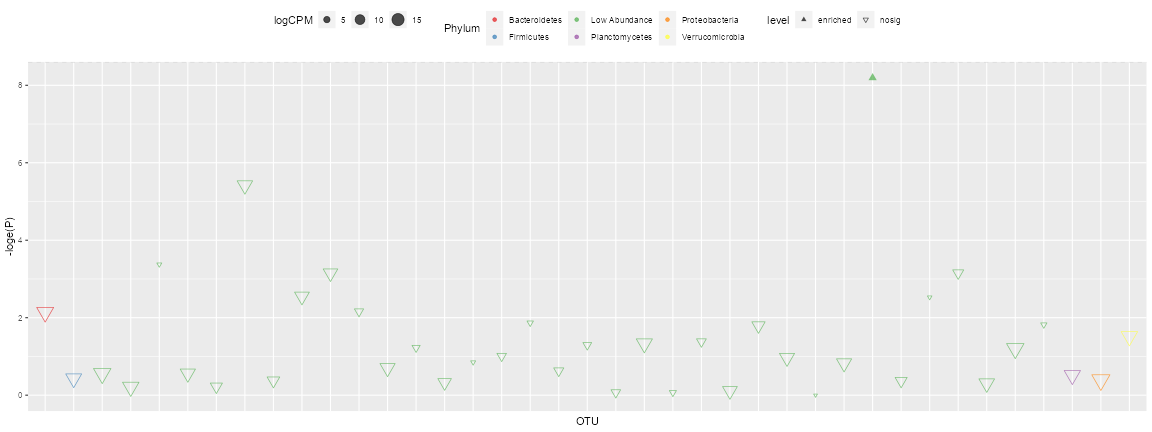 logCPM 5 10 15 Phylum Bacteroidetes Low Abundance Proteobacteria level enriched nosig
Firmicutes Planctomycetes Verrucomicrobia
8
6
4
2
0
-loge(P)
OTU